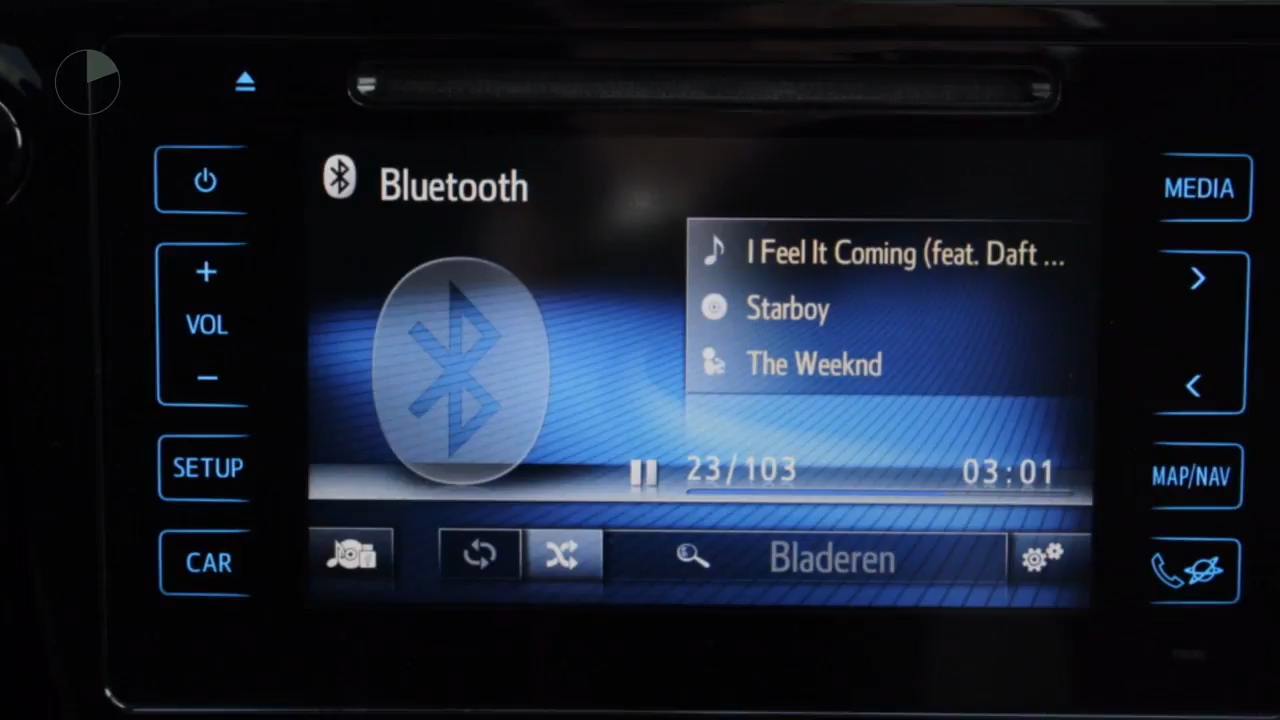 Bluetooth
I Feel It Coming (feat. Daft ...
Starboy
The Weeknd
23/103 03:01
Bladeren
+
VOL
−
SETUP
CAR
MEDIA
>
<
MAP/NAV